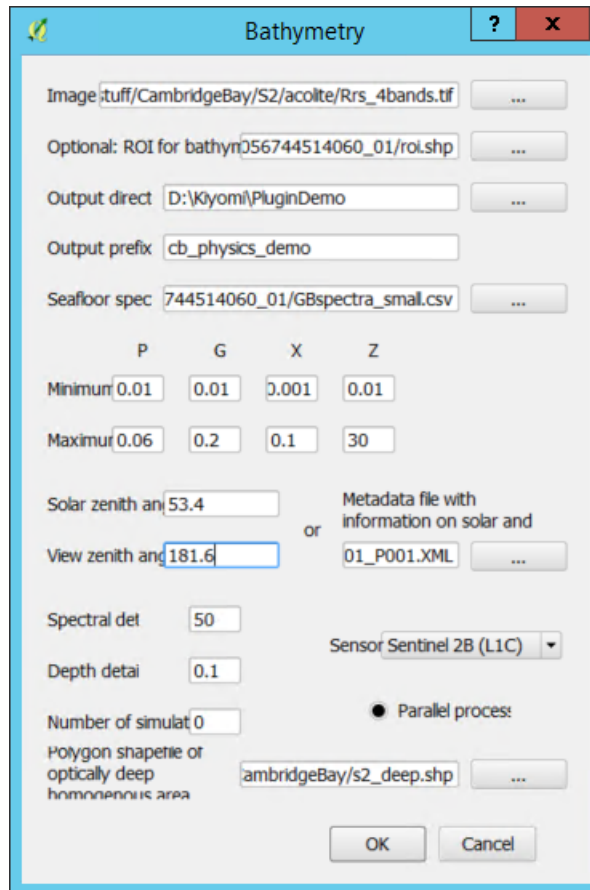 Bathymetry
? x
Image :tuff/CambridgeBay/S2/acolite/Rrs_4bands.tif ...
Optional: ROI for bathym 056744514060_01/roi.shp ...
Output direct D:\Kiyomi\PluginDemo ...
Output prefix cb_physics_demo
Seafloor spec 744514060_01/GBspectra_small.csv ...
P G X Z
Minimum 0.01 0.01 0.001 0.01
Maximur 0.06 0.2 0.1 30
Solar zenith an 53.4
or
Metadata file with
information on solar and
View zenith ang 181.6
01_P001.XML ...
Spectral det 50
Sensor Sentinel 2B (L1C)
Depth detai 0.1
Parallel process
Number of simulat 0
Polygon shapefile of
optically deep
homogenous area
ambridgeBay/s2_deep.shp ...
OK Cancel